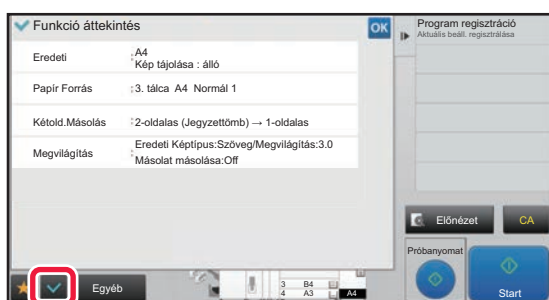 Funkció áttekintés
OK
Eredeti
: A4
Kép tájolása : álló
Papír Forrás
: 3. tálca A4 Normál 1
Kétold.Másolás
: 2-oldalas (Jegyzettömb) → 1-oldalas
Megvilágítás
: Eredeti Képtípus:Szöveg/Megvilágítás:3.0
Másolat másolása:Off
Egyéb
3 B4
4 A3
A4
Program regisztráció
Aktuális beáll. regisztrálása
Előnézet
CA
Próbanyomat
Start